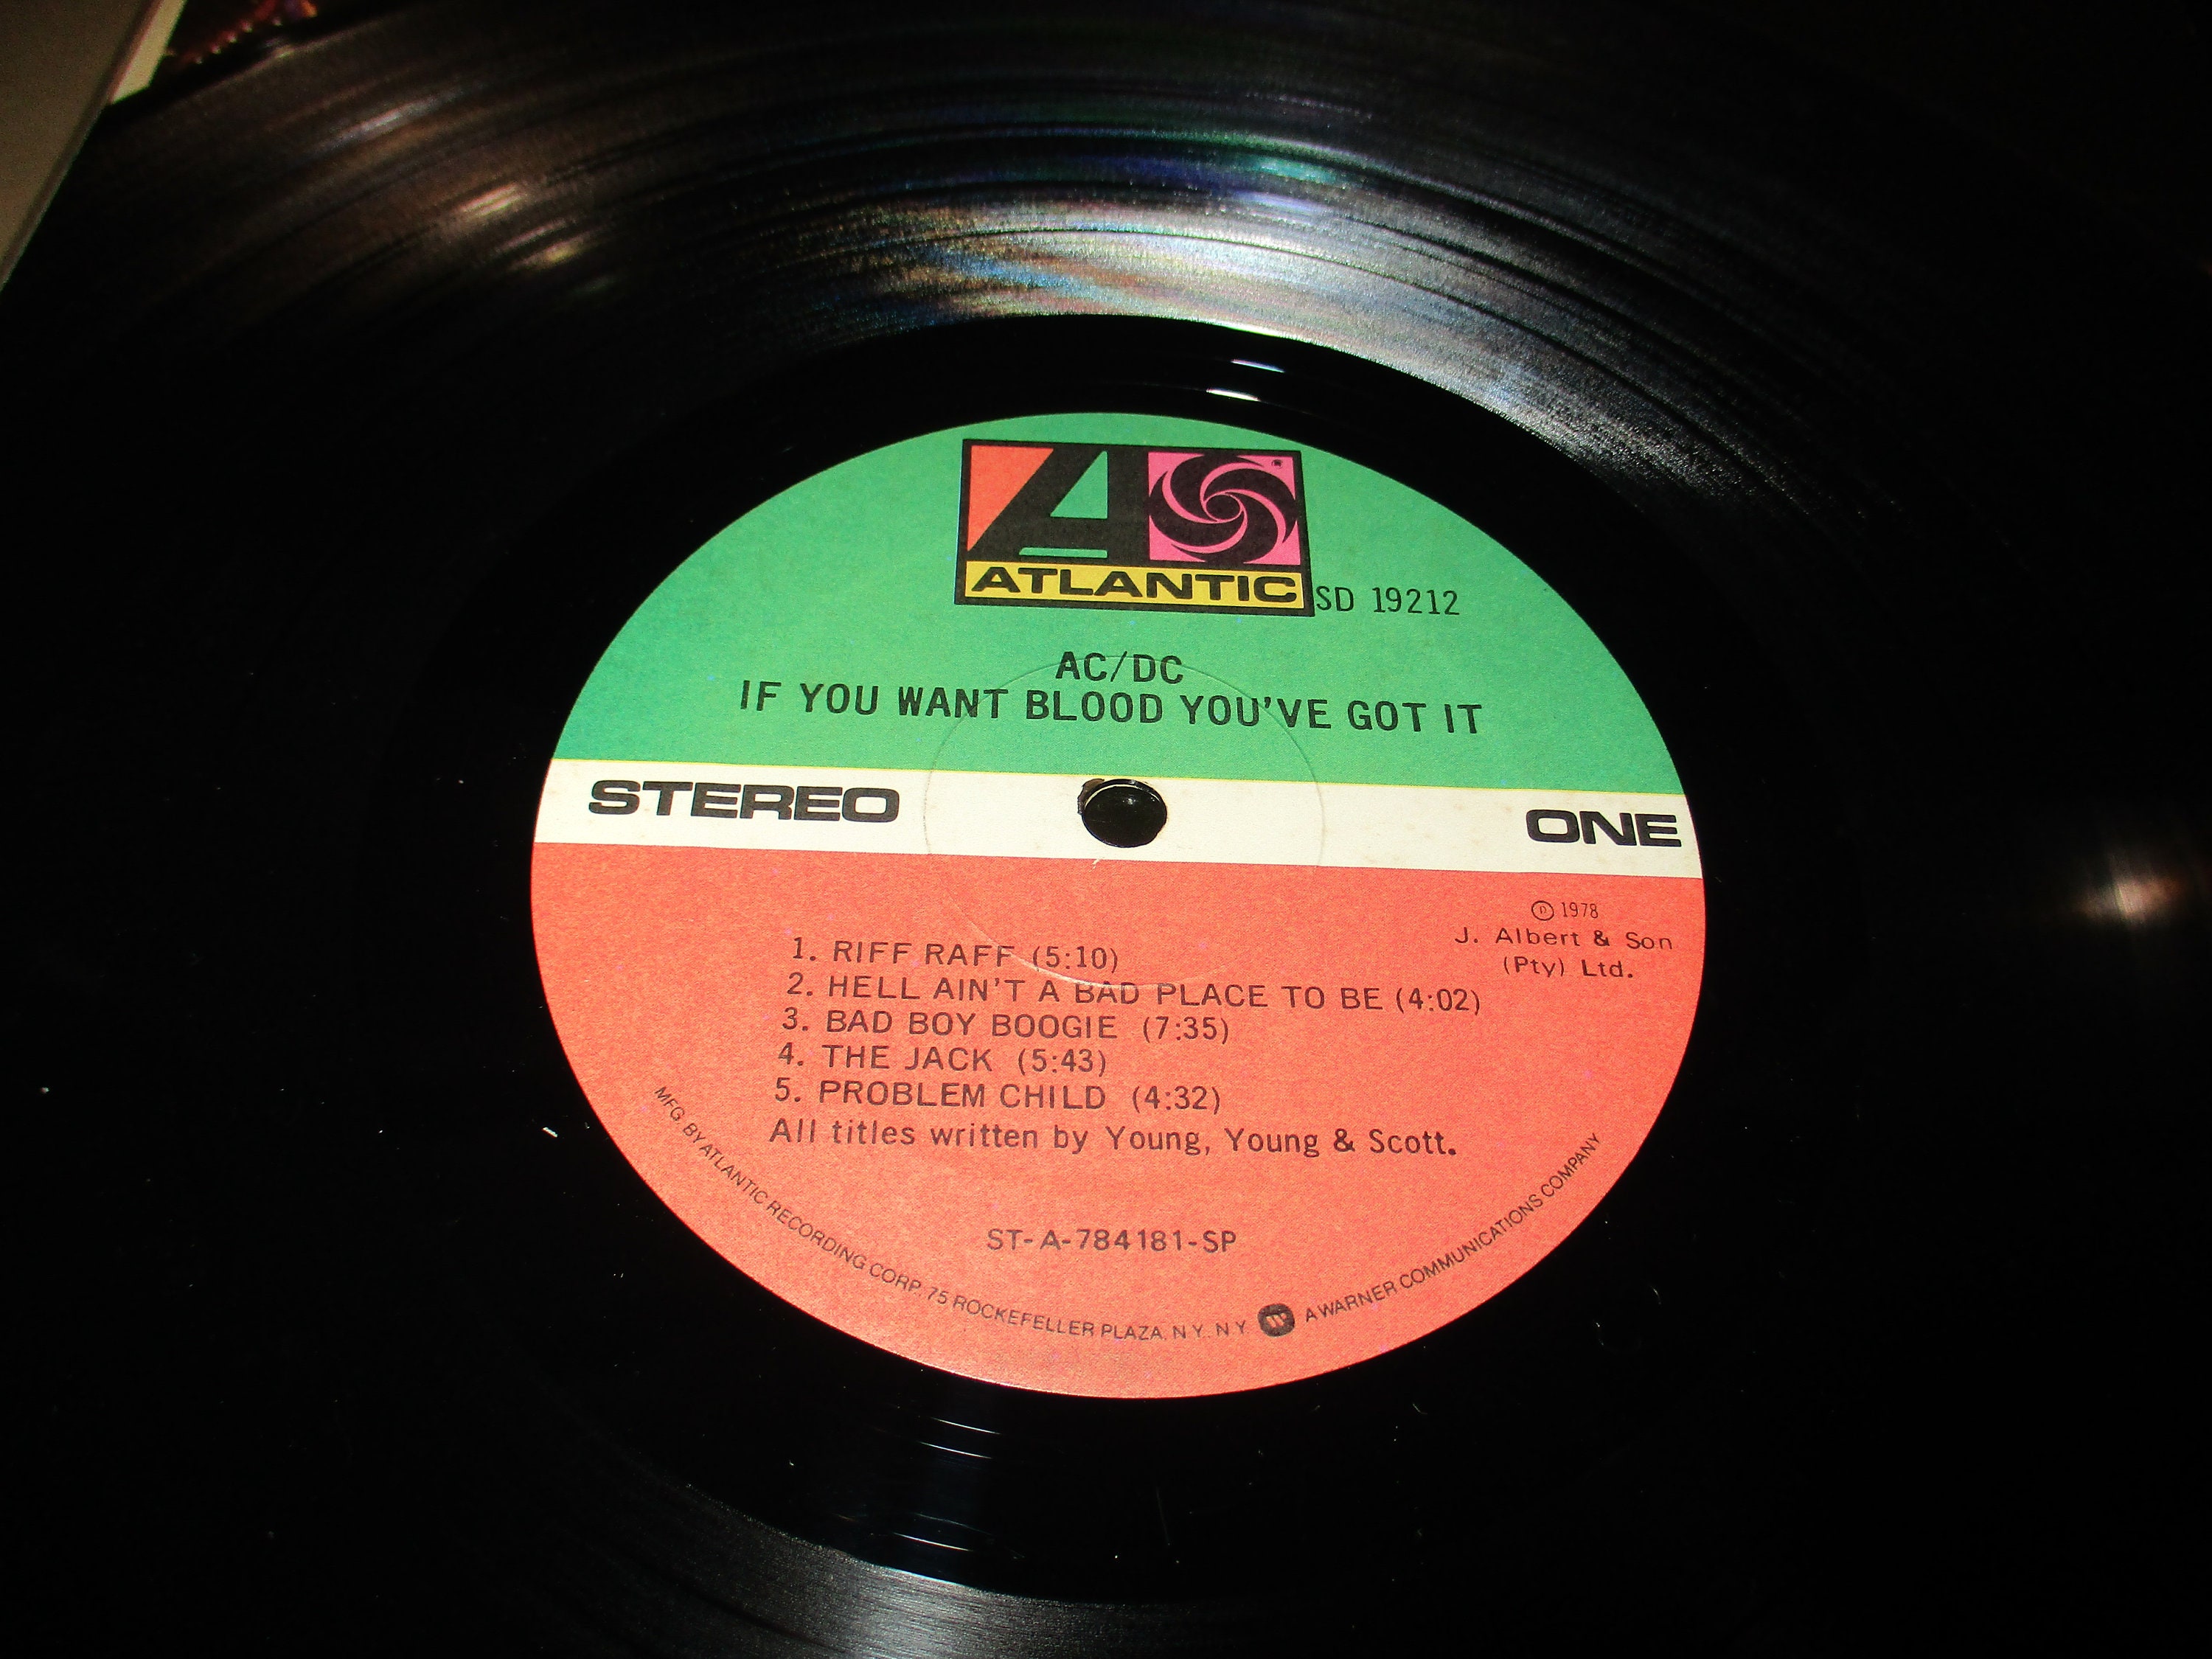 ATLANTIC
SD 19212
AC/DC
IF YOU WANT BLOOD YOU'VE GOT IT
STEREO
ONE
℗ 1978
J. Albert & Son
(Pty) Ltd.
1. RIFF RAFF (5:10)
2. HELL AIN'T A BAD PLACE TO BE (4:02)
3. BAD BOY BOOGIE (7:35)
4. THE JACK (5:43)
5. PROBLEM CHILD (4:32)
All titles written by Young, Young & Scott.
ST-A-784181-SP
MFG. BY ATLANTIC RECORDING CORP. 75 ROCKEFELLER PLAZA, N.Y. N.Y. A WARNER COMMUNICATIONS COMPANY